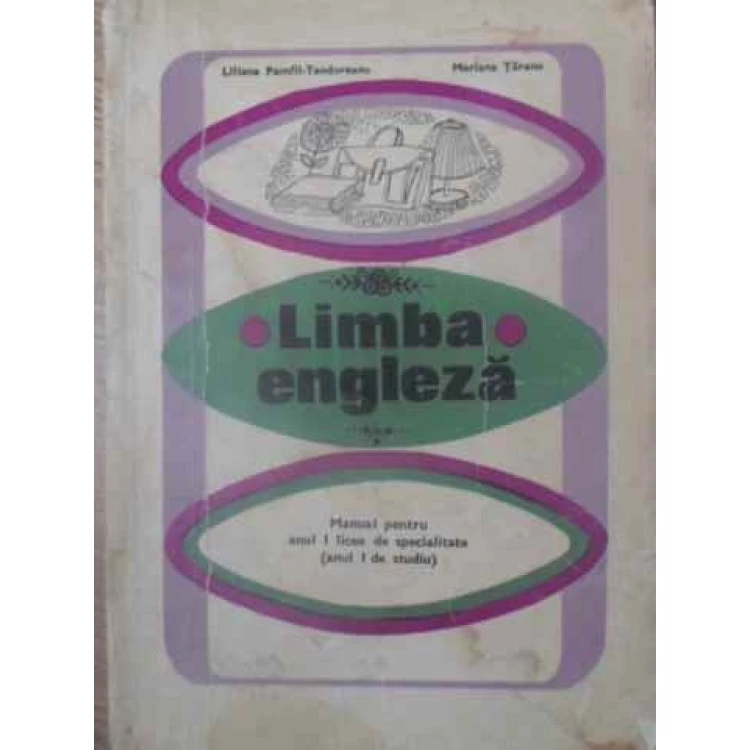 Liliana Pamfil-Teodoreanu
Mariana Țăranu
Limba
engleză
Manual pentru
anul I licee de specialitate
(anul I de studiu)